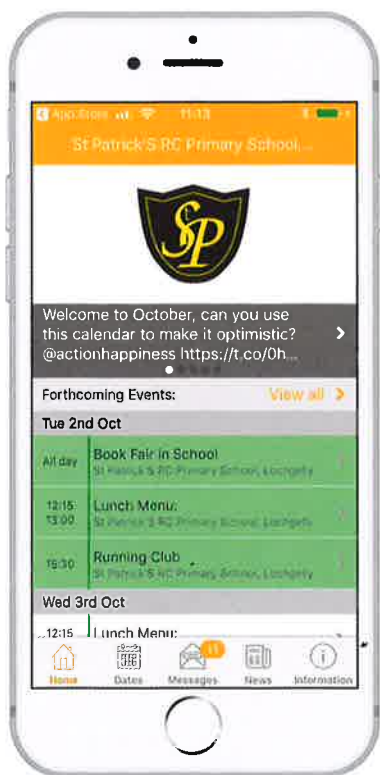 App Store 11:13
St Patrick'S RC Primary School,...
SP
Welcome to October, can you use
this calendar to make it optimistic?
@actionhappiness https://t.co/0h...
Forthcoming Events: View all
Tue 2nd Oct
All day Book Fair in School
St Patrick'S RC Primary School, Lochgelly
12:15 Lunch Menu:
13:00 St Patrick'S RC Primary School, Lochgelly
15:30 Running Club
St Patrick'S RC Primary School, Lochgelly
Wed 3rd Oct
12:15 Lunch Menu:
Home Dates Messages News Information